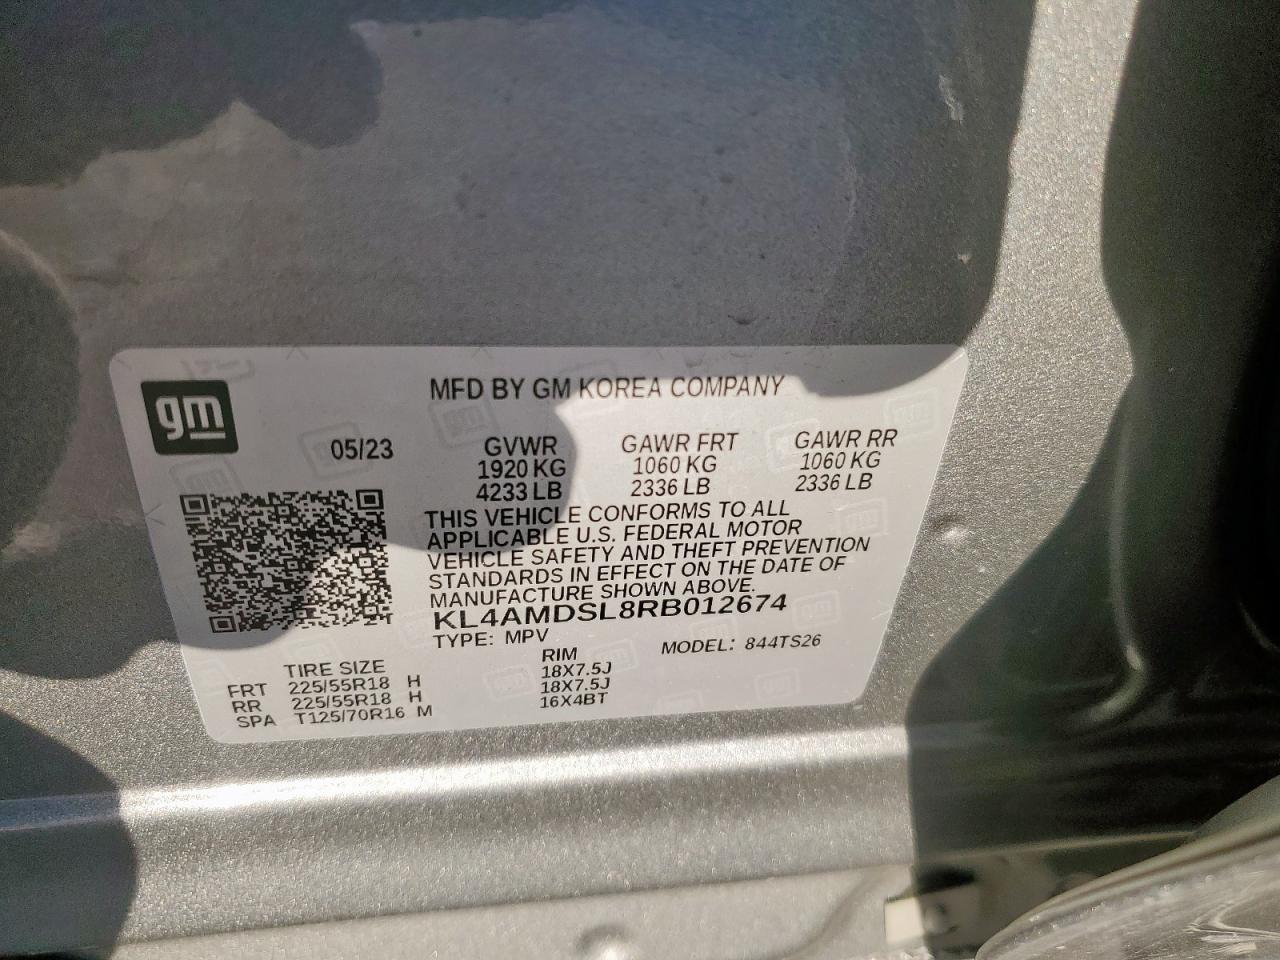 gm
MFD BY GM KOREA COMPANY
05/23 GVWR GAWR FRT GAWR RR
1920 KG 1060 KG 1060 KG
4233 LB 2336 LB 2336 LB
THIS VEHICLE CONFORMS TO ALL
APPLICABLE U.S. FEDERAL MOTOR
VEHICLE SAFETY AND THEFT PREVENTION
STANDARDS IN EFFECT ON THE DATE OF
MANUFACTURE SHOWN ABOVE.
KL4AMDSL8RB012674
TYPE: MPV MODEL: 844TS26
TIRE SIZE RIM
FRT 225/55R18 H 18X7.5J
RR 225/55R18 H 18X7.5J
SPA T125/70R16 M 16X4BT